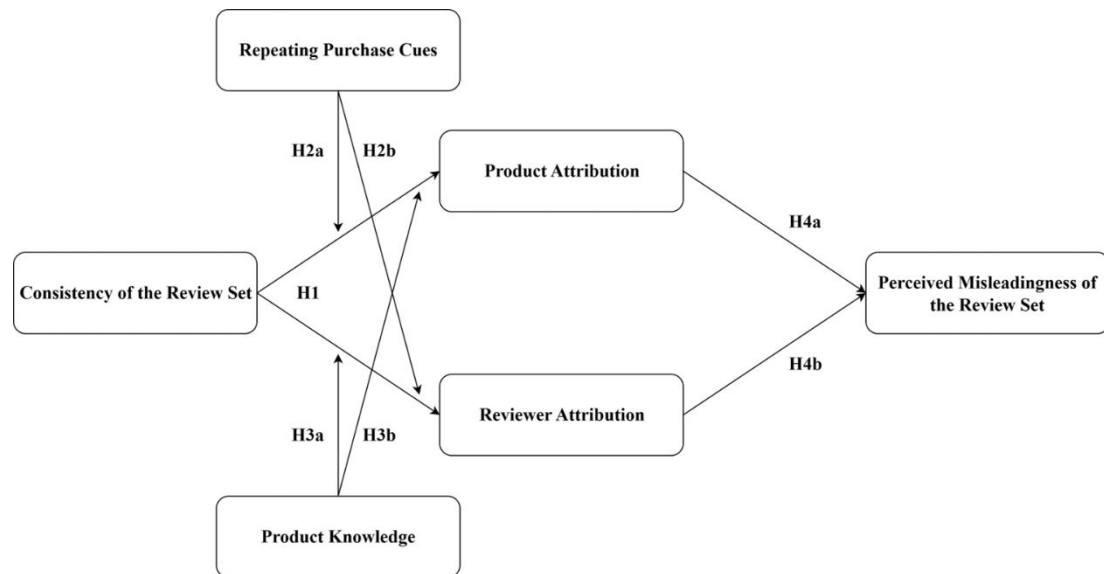 Repeating Purchase Cues
H2a
H2b
Product Attribution
H4a
Consistency of the Review Set
H1
Perceived Misleadingness of
the Review Set
H4b
Reviewer Attribution
H3a
H3b
Product Knowledge